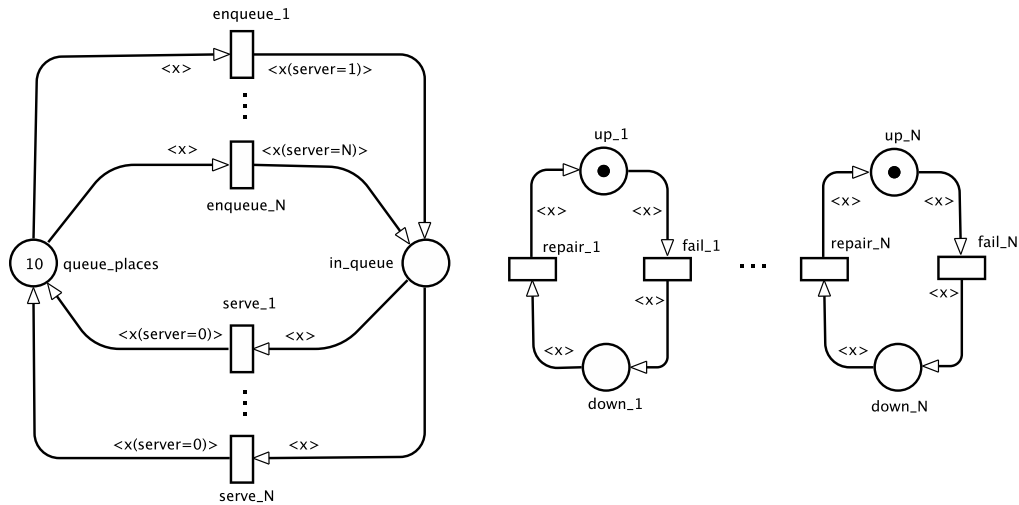 enqueue_1
<x>
<x(server=1)>
<x>
<x(server=N)>
enqueue_N
10
queue_places
in_queue
serve_1
<x(server=0)>
<x>
<x(server=0)>
<x>
serve_N
up_1
<x>
<x>
repair_1
fail_1
<x>
<x>
down_1
up_N
<x>
<x>
repair_N
fail_N
<x>
<x>
down_N